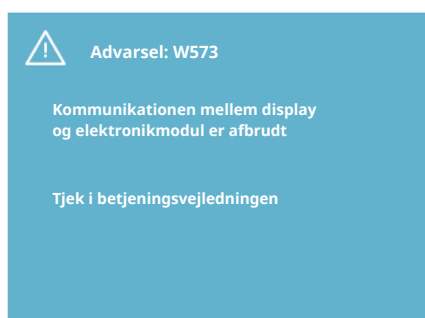 Advarsel: W573
Kommunikationen mellem display
og elektronikmodul er afbrudt
Tjek i betjeningsvejledningen